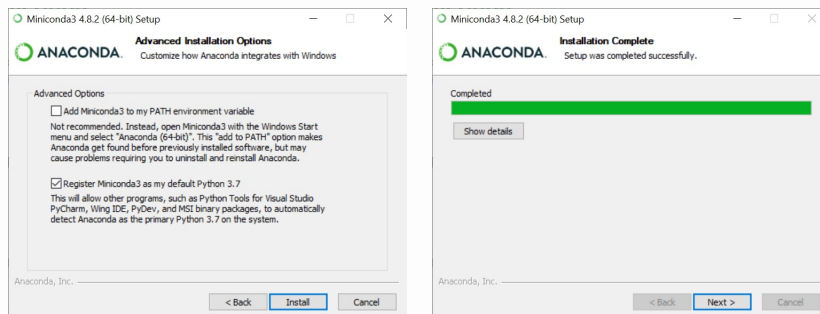 Miniconda3 4.8.2 (64-bit) Setup
ANACONDA.
Advanced Installation Options
Customize how Anaconda integrates with Windows
Advanced Options
Add Miniconda3 to my PATH environment variable
Not recommended. Instead, open Miniconda3 with the Windows Start
menu and select "Anaconda (64-bit)". This "add to PATH" option makes
Anaconda get found before previously installed software, but may
cause problems requiring you to uninstall and reinstall Anaconda.
Register Miniconda3 as my default Python 3.7
This will allow other programs, such as Python Tools for Visual Studio
PyCharm, Wing IDE, PyDev, and MSI binary packages, to automatically
detect Anaconda as the primary Python 3.7 on the system.
Anaconda, Inc.
< Back Install Cancel
Miniconda3 4.8.2 (64-bit) Setup
ANACONDA.
Installation Complete
Setup was completed successfully.
Completed
Show details
Anaconda, Inc.
< Back Next > Cancel